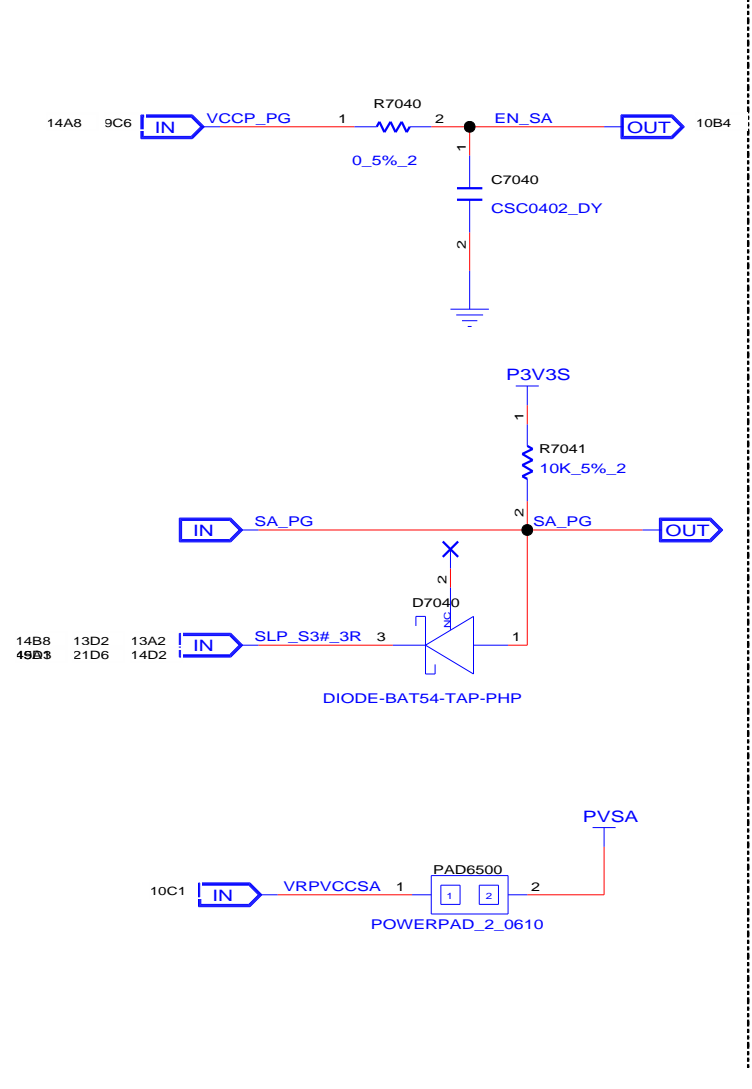 R7040
14A8 9C6 IN VCCP_PG 1 2 EN_SA OUT 10B4
0_5%_2
1
C7040
CSC0402_DY
2
P3V3S
1
R7041
10K_5%_2
2
IN SA_PG SA_PG OUT
2
D7040
NC
14B8 13D2 13A2 IN SLP_S3#_3R 3 1
21D6 14D2
DIODE-BAT54-TAP-PHP
PVSA
PAD6500
10C1 IN VRPVCCSA 1 1 2 2
POWERPAD_2_0610